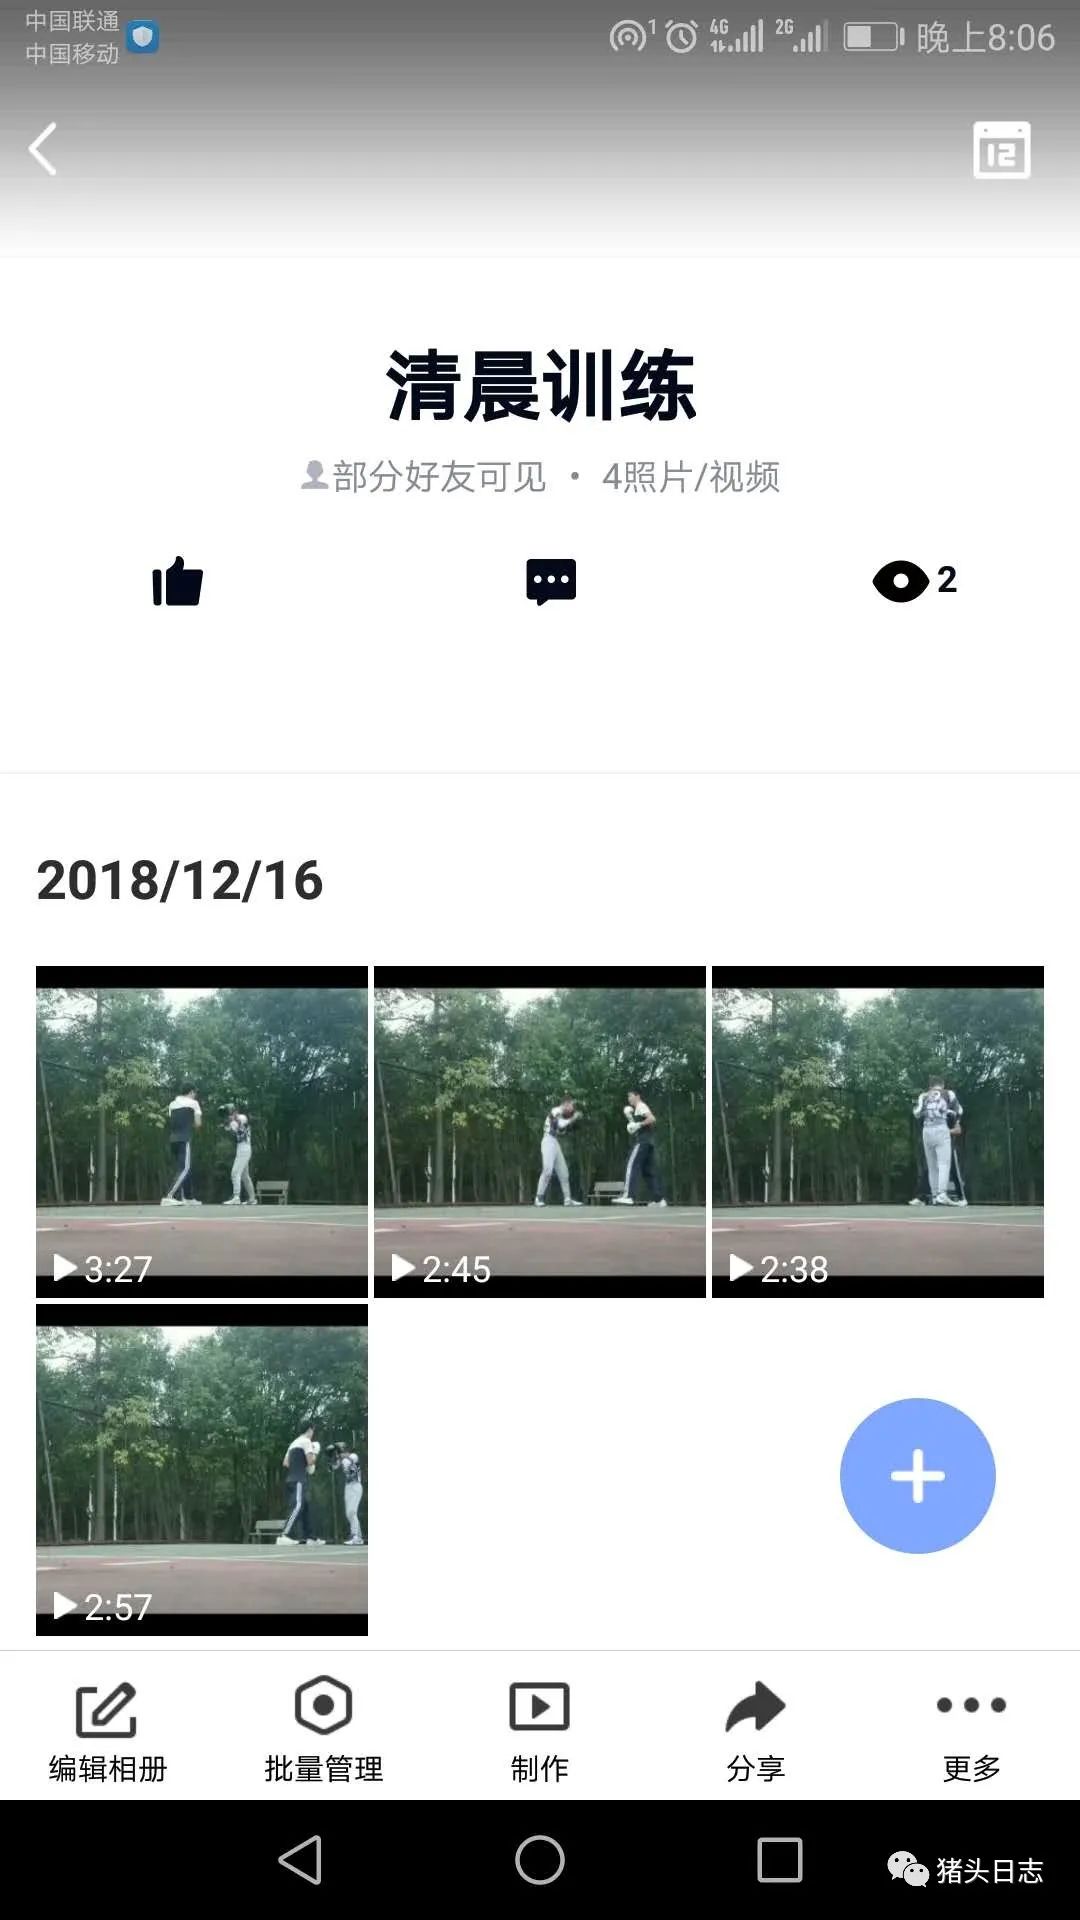 中国联通
中国移动
1 4G 2G 晚上8:06
12
清晨训练
部分好友可见 • 4照片/视频
2
2018/12/16
3:27 2:45 2:38
2:57
编辑相册 批量管理 制作 分享 更多
猪头日志